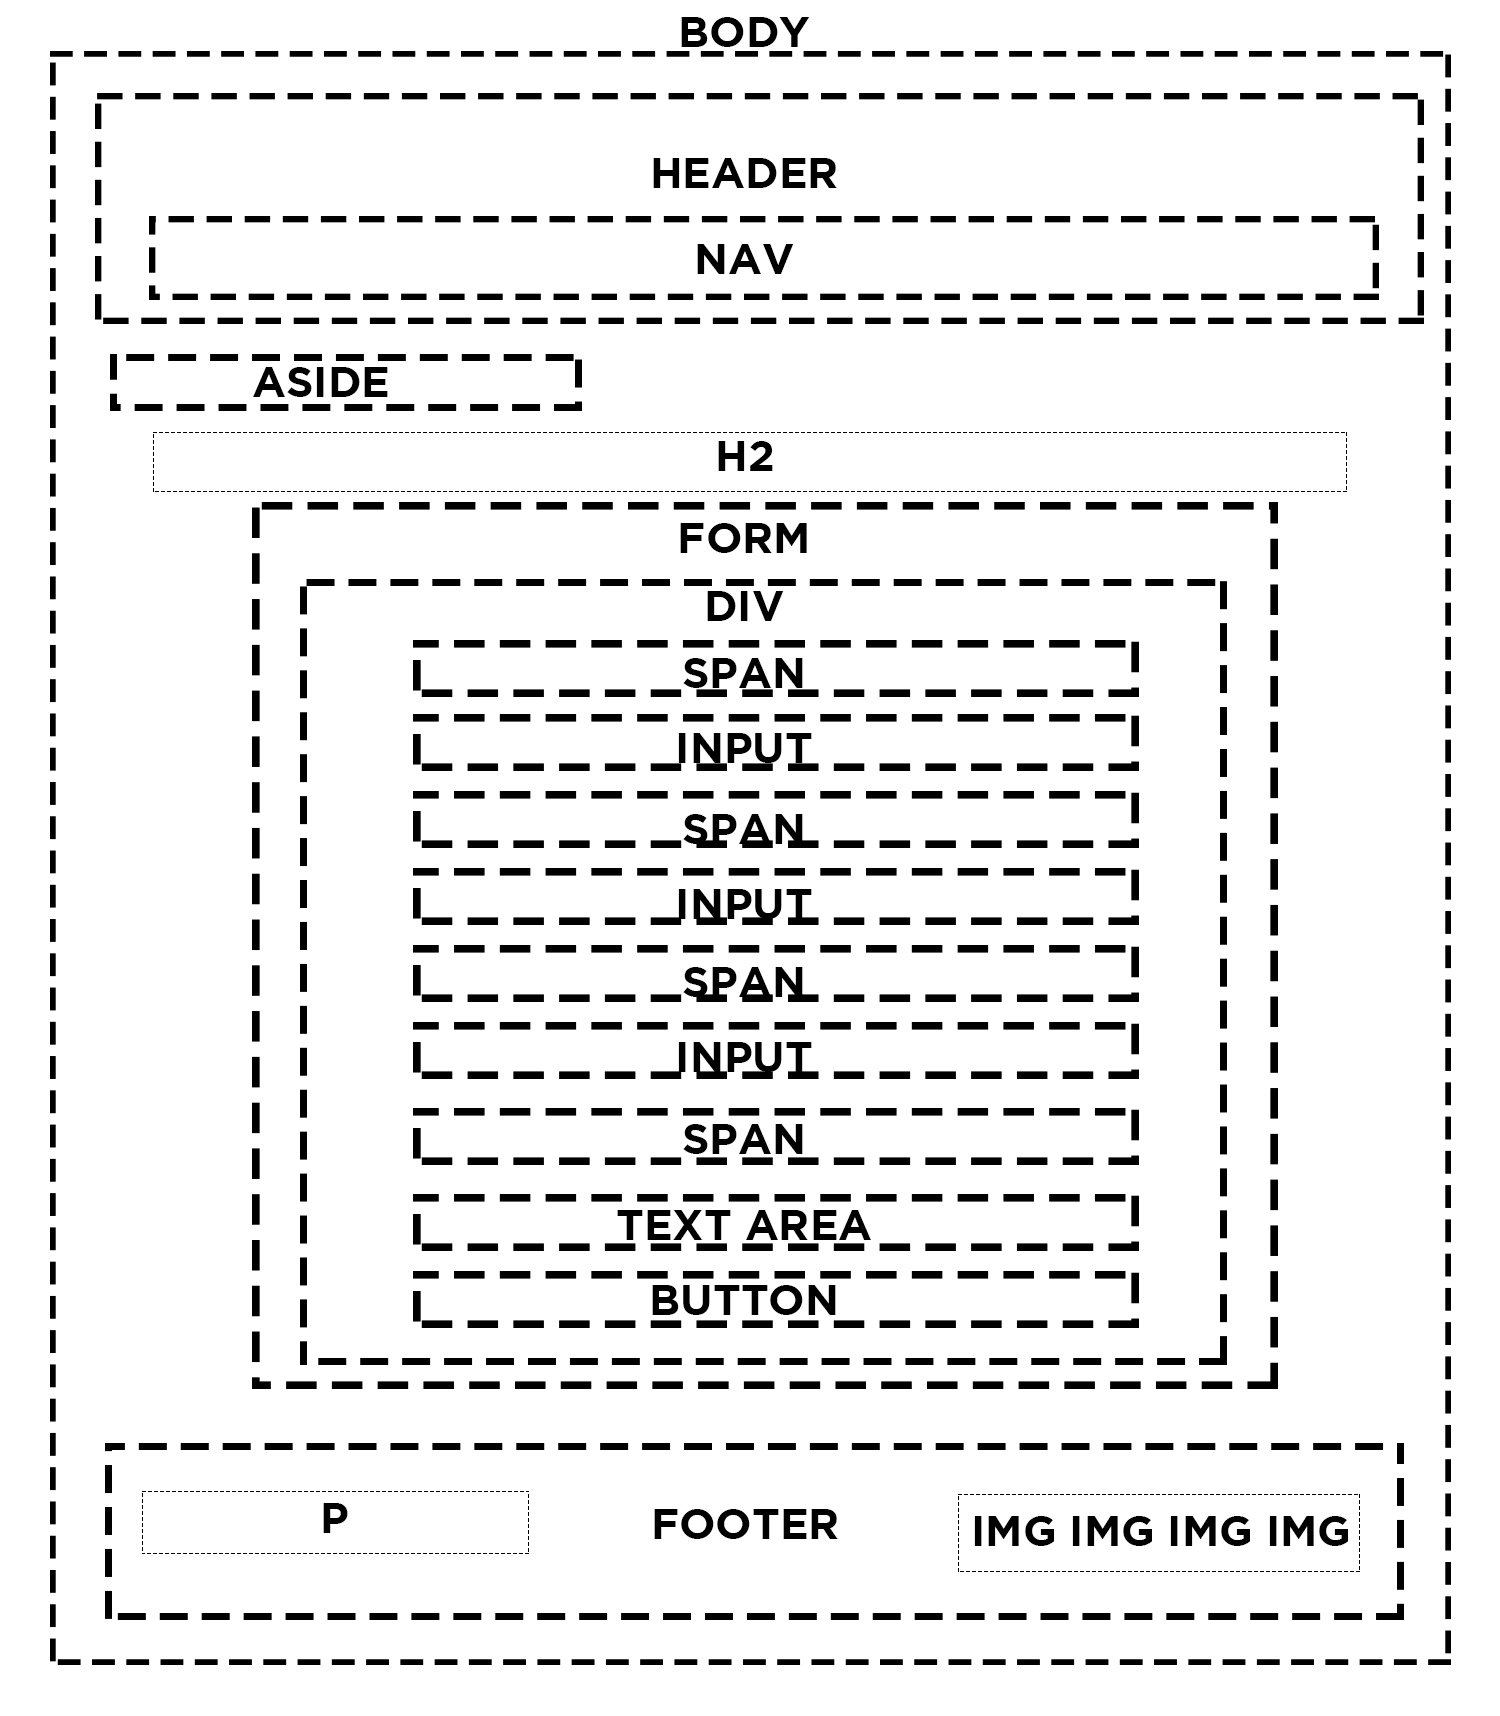 BODY
HEADER
NAV
ASIDE
H2
FORM
DIV
SPAN
INPUT
SPAN
INPUT
SPAN
INPUT
SPAN
TEXT AREA
BUTTON
P
FOOTER
IMG IMG IMG IMG